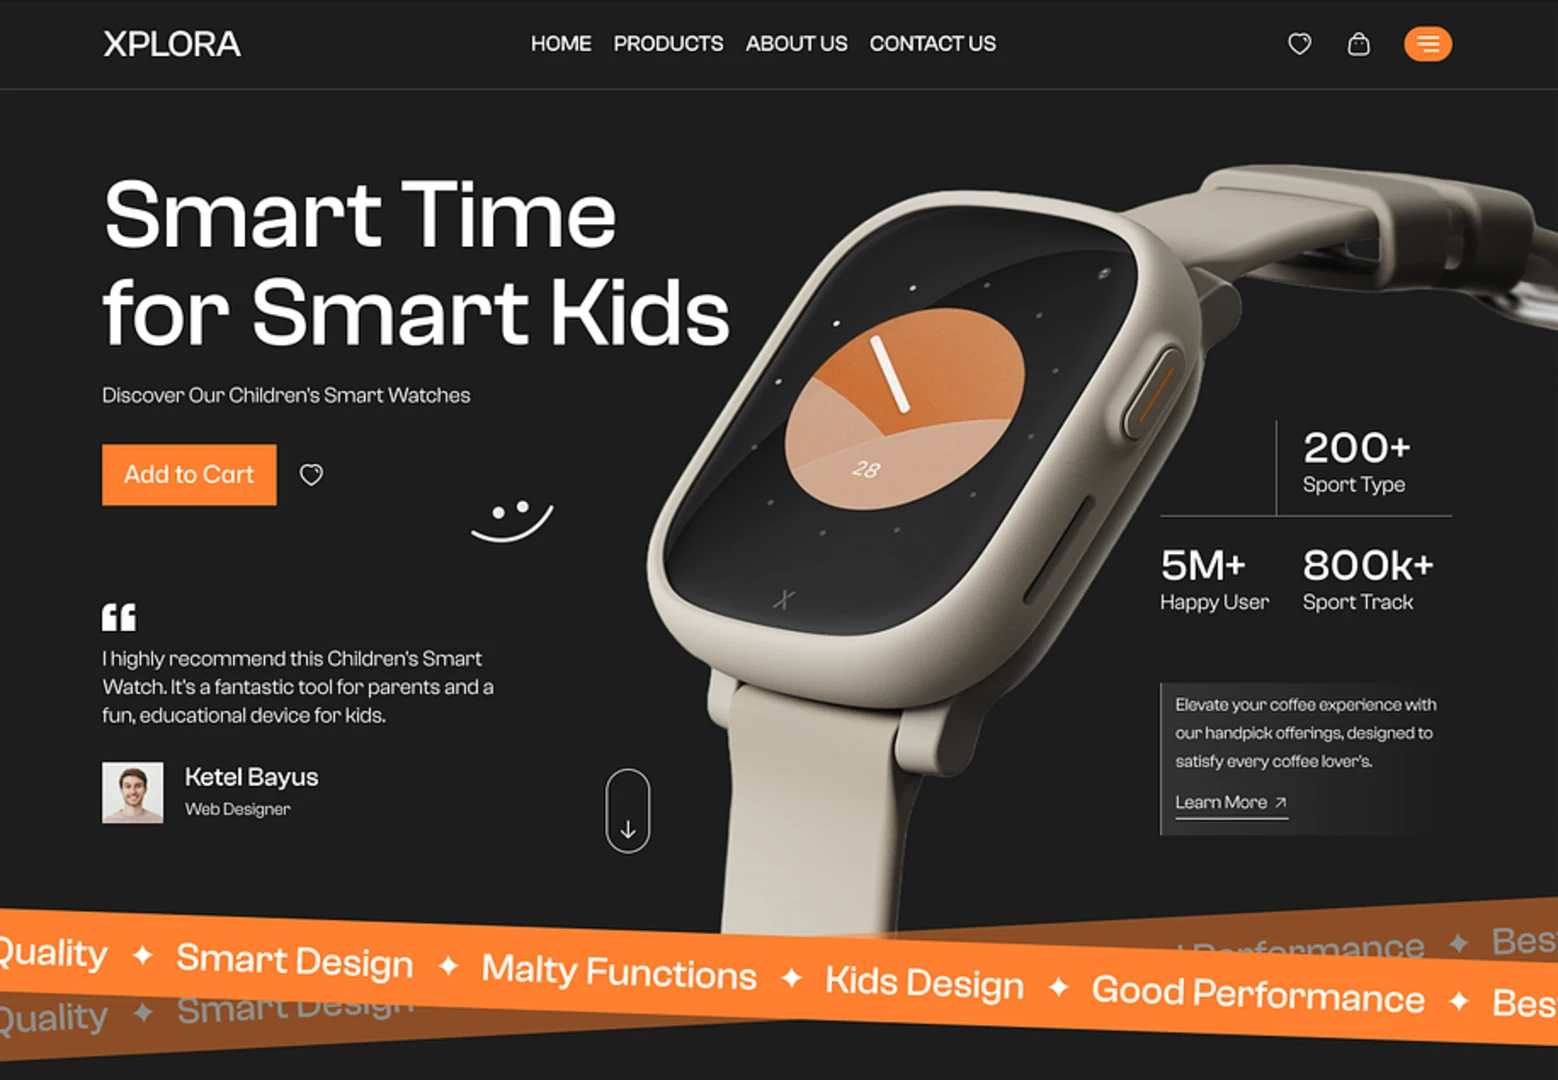 XPLORA
HOME PRODUCTS ABOUT US CONTACT US
Smart Time
for Smart Kids
Discover Our Children's Smart Watches
Add to Cart
28
X
200+
Sport Type
5M+
Happy User
800k+
Sport Track
I highly recommend this Children's Smart
Watch. It's a fantastic tool for parents and a
fun, educational device for kids.
Ketel Bayus
Web Designer
Elevate your coffee experience with
our handpick offerings, designed to
satisfy every coffee lover's.
Learn More
Performance ✦ Bes
Quality ✦ Smart Design ✦ Malty Functions ✦ Kids Design ✦ Good Performance ✦ Bes
Quality ✦ Smart Design